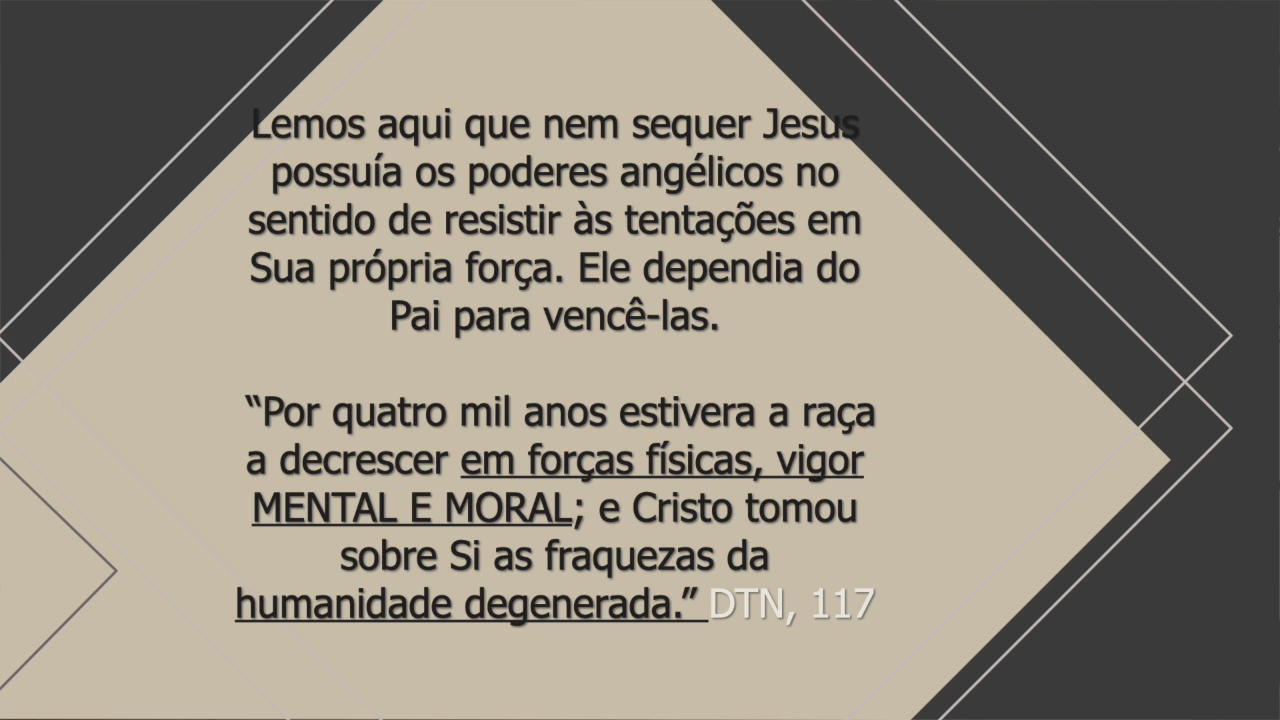 Lemos aqui que nem sequer Jesus
possuía os poderes angélicos no
sentido de resistir às tentações em
Sua própria força. Ele dependia do
Pai para vencê-las.
“Por quatro mil anos estivera a raça
a decrescer em forças físicas, vigor
MENTAL E MORAL; e Cristo tomou
sobre Si as fraquezas da
humanidade degenerada.” DTN, 117